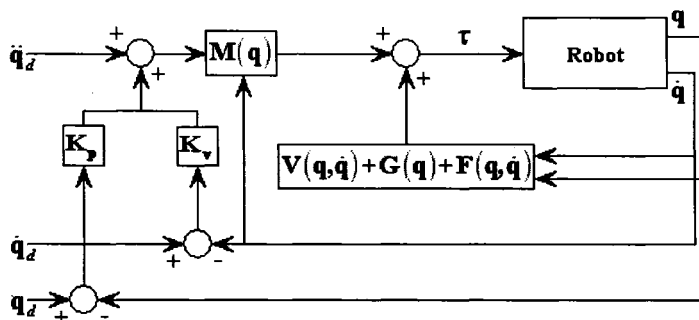 q
+
q̈_d
+
M(q)
+
τ
Robot
+
+
q̇
K_p
K_v
V(q,q̇)+G(q)+F(q,q̇)
q̇_d
+
-
q_d
+
-